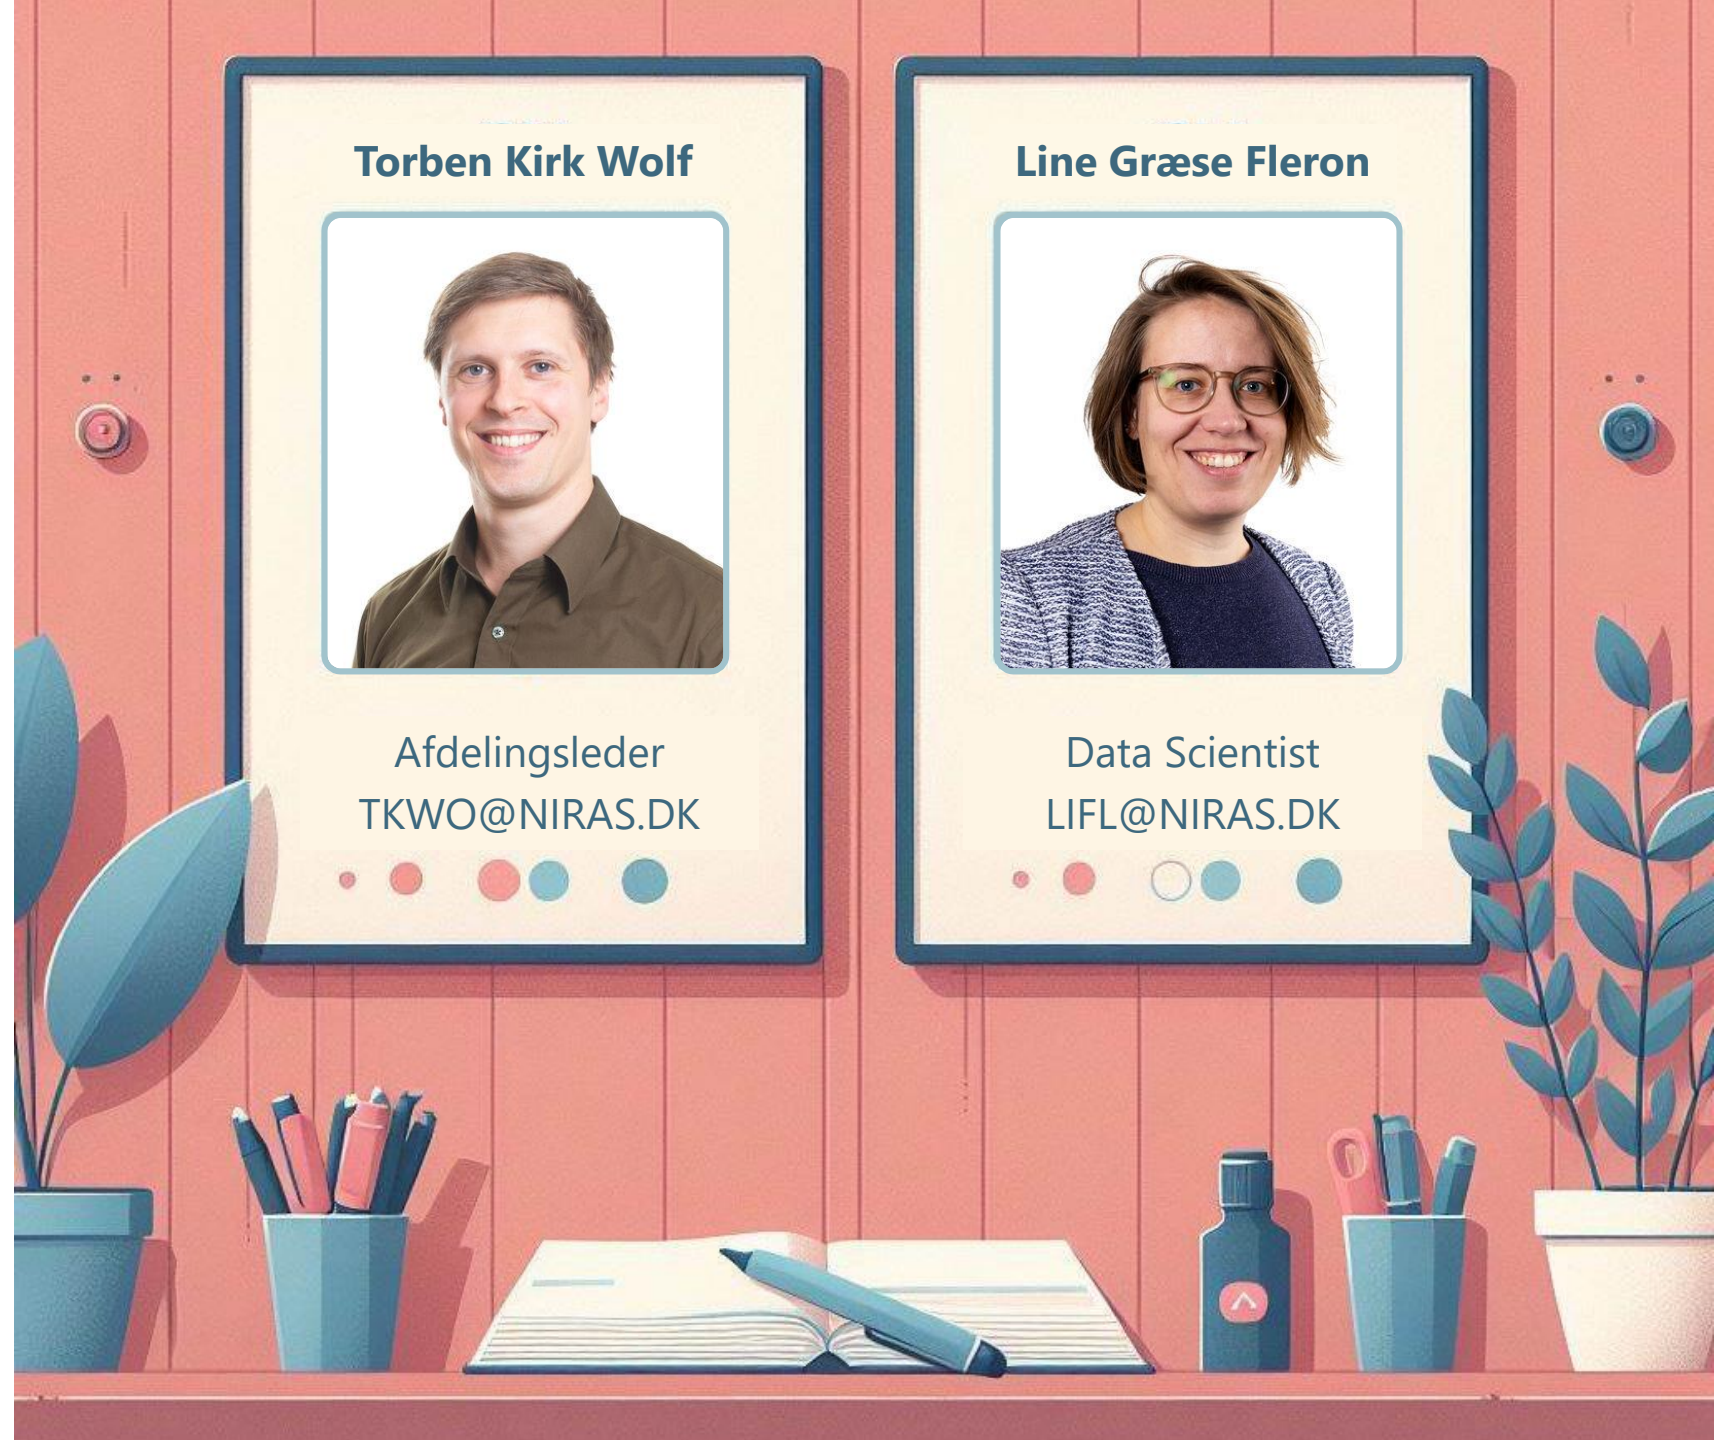 Torben Kirk Wolf
Afdelingsleder
TKWO@NIRAS.DK
Line Græse Fleron
Data Scientist
LIFL@NIRAS.DK